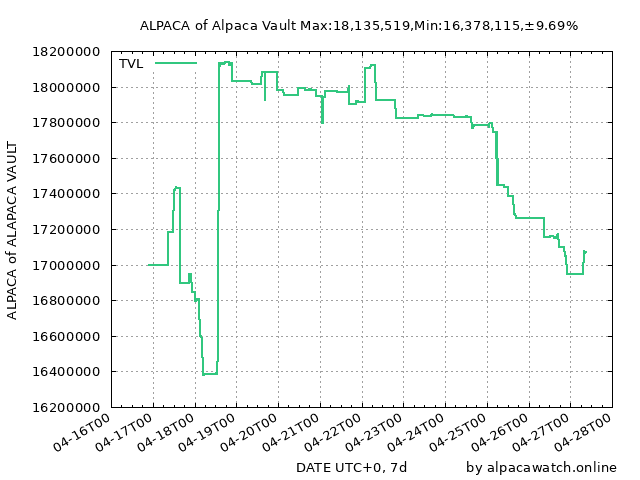 ALPACA of Alpaca Vault Max:18,135,519,Min:16,378,115,±9.69%
TVL
18200000
18000000
17800000
17600000
17400000
17200000
17000000
16800000
16600000
16400000
16200000
ALPACA of ALAPACA VAULT
04-16T00
04-17T00
04-18T00
04-19T00
04-20T00
04-21T00
04-22T00
04-23T00
04-24T00
04-25T00
04-26T00
04-27T00
04-28T00
DATE UTC+0, 7d
by alpacawatch.online